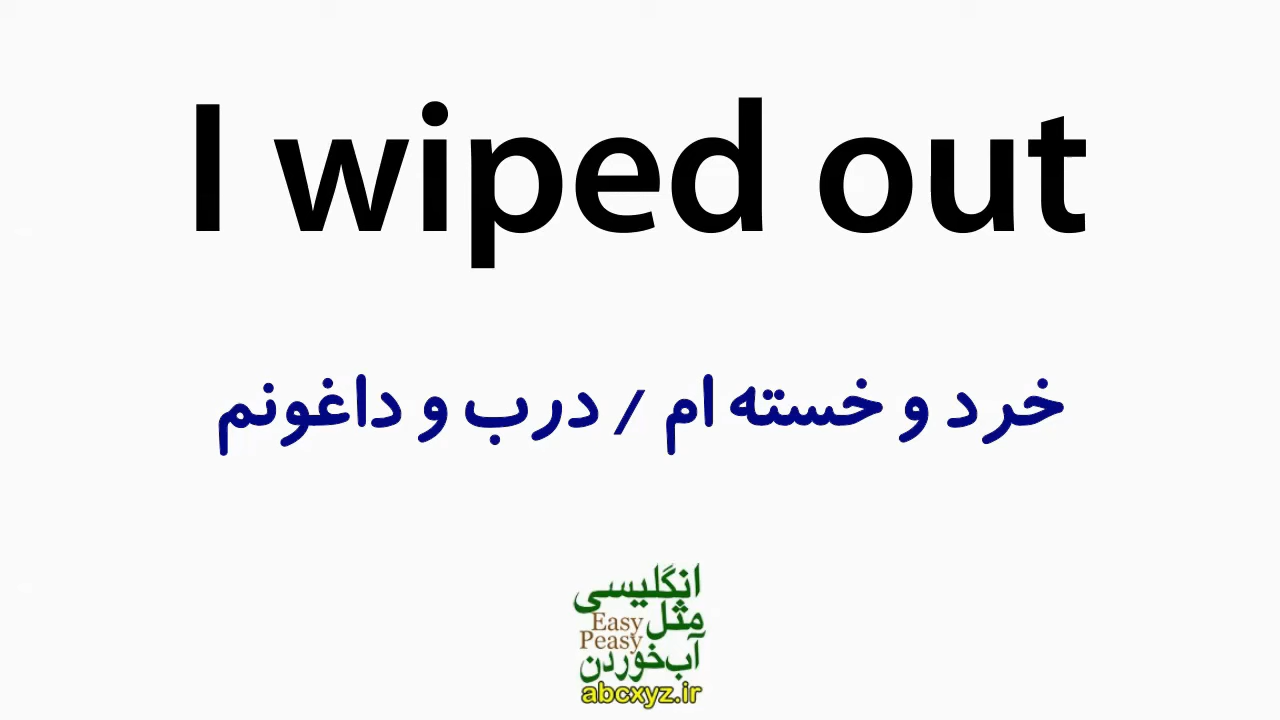 I wiped out
خرد و خسته ام / درب و داغونم
انگلیسی
مثل Easy
Peasy
آب خوردن
abcxyz.ir